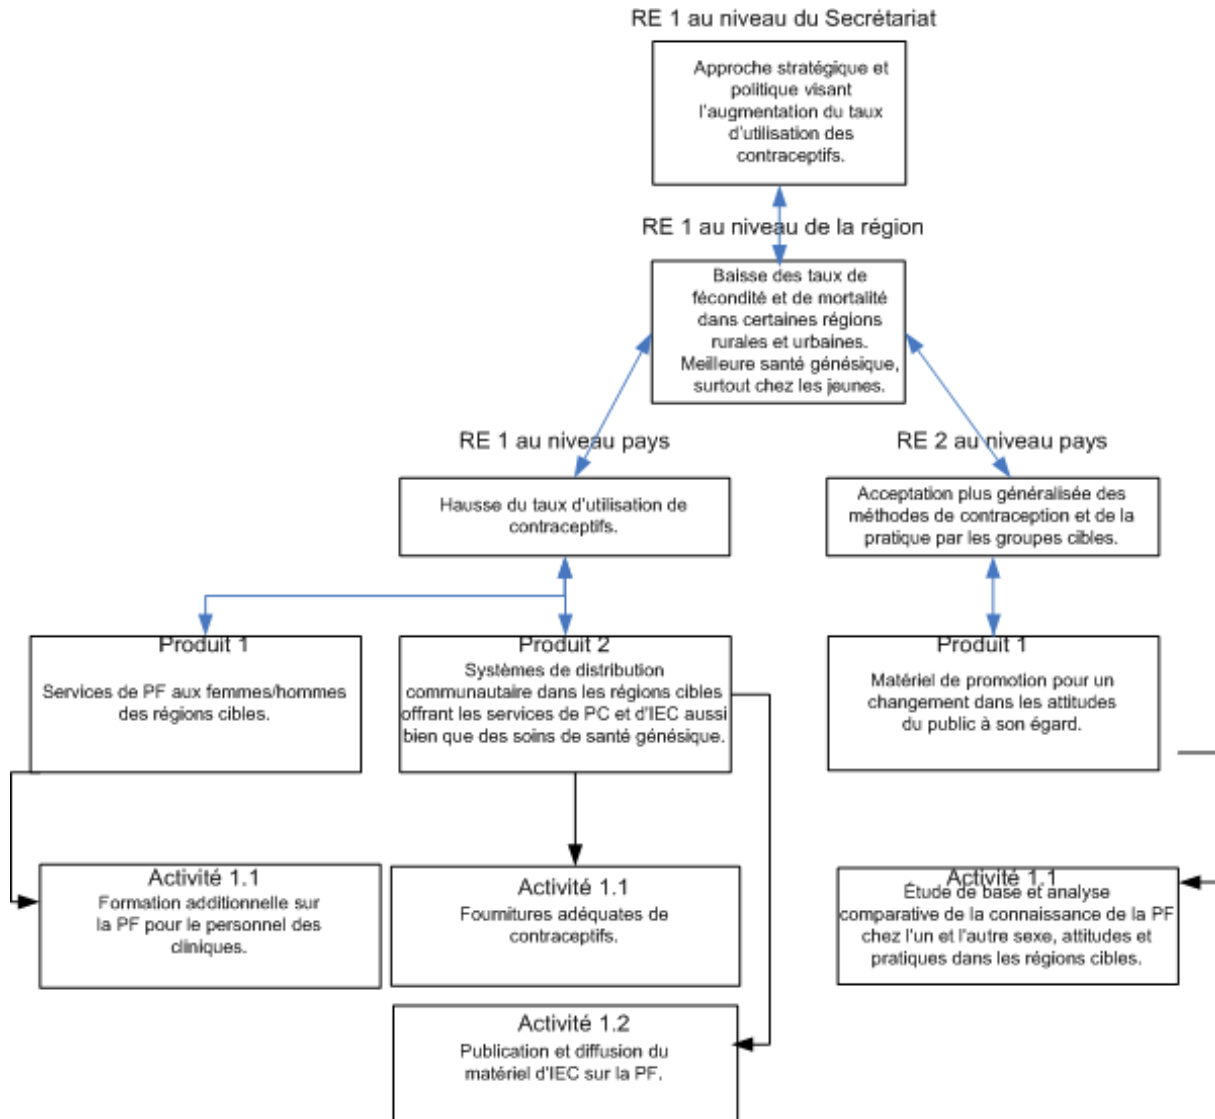 RE 1 au niveau du Secrétariat
Approche stratégique et
politique visant
l'augmentation du taux
d'utilisation des
contraceptifs.
RE 1 au niveau de la région
Baisse des taux de
fécondité et de mortalité
dans certaines régions
rurales et urbaines.
Meilleure santé génésique,
surtout chez les jeunes.
RE 1 au niveau pays
Hausse du taux d'utilisation de
contraceptifs.
RE 2 au niveau pays
Acceptation plus généralisée des
méthodes de contraception et de la
pratique par les groupes cibles.
Produit 1
Services de PF aux femmes/hommes
des régions cibles.
Produit 2
Systèmes de distribution
communautaire dans les régions cibles
offrant les services de PC et d'IEC aussi
bien que des soins de santé génésique.
Produit 1
Matériel de promotion pour un
changement dans les attitudes
du public à son égard.
Activité 1.1
Formation additionnelle sur
la PF pour le personnel des
cliniques.
Activité 1.1
Fournitures adéquates de
contraceptifs.
Activité 1.1
Étude de base et analyse
comparative de la connaissance de la PF
chez l'un et l'autre sexe, attitudes et
pratiques dans les régions cibles.
Activité 1.2
Publication et diffusion du
matériel d'IEC sur la PF.